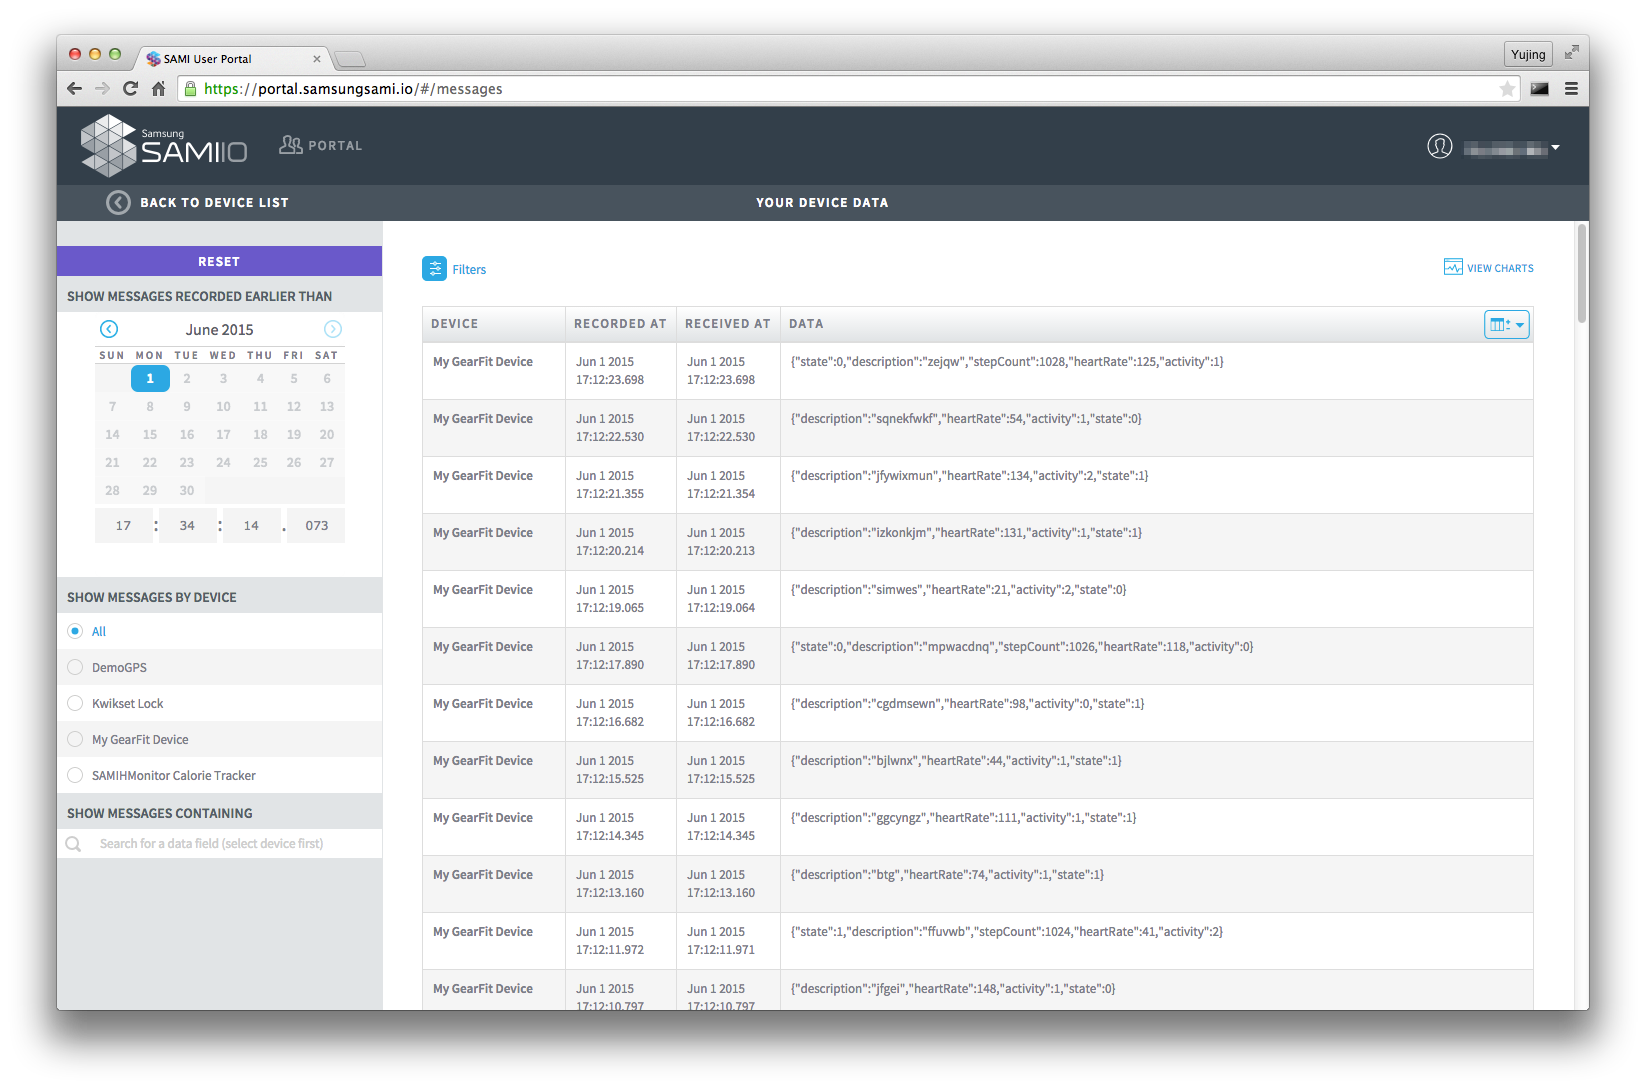 SAMI User Portal
Yujing
https://portal.samsungsami.io/#/messages
Samsung
SAMIIO
PORTAL
BACK TO DEVICE LIST
YOUR DEVICE DATA
RESET
SHOW MESSAGES RECORDED EARLIER THAN
June 2015
SUN MON TUE WED THU FRI SAT
1 2 3 4 5 6
7 8 9 10 11 12 13
14 15 16 17 18 19 20
21 22 23 24 25 26 27
28 29 30
17 : 34 : 14 . 073
SHOW MESSAGES BY DEVICE
All
DemoGPS
Kwikset Lock
My GearFit Device
SAMIHMonitor Calorie Tracker
SHOW MESSAGES CONTAINING
Search for a data field (select device first)
Filters
VIEW CHARTS
DEVICE RECORDED AT RECEIVED AT DATA
My GearFit Device Jun 1 2015 Jun 1 2015 {"state":0,"description":"zejqw","stepCount":1028,"heartRate":125,"activity":1}
17:12:23.698 17:12:23.698
My GearFit Device Jun 1 2015 Jun 1 2015 {"description":"sqnekfwkf","heartRate":54,"activity":1,"state":0}
17:12:22.530 17:12:22.530
My GearFit Device Jun 1 2015 Jun 1 2015 {"description":"jfywixmun","heartRate":134,"activity":2,"state":1}
17:12:21.355 17:12:21.354
My GearFit Device Jun 1 2015 Jun 1 2015 {"description":"izkonkjm","heartRate":131,"activity":1,"state":1}
17:12:20.214 17:12:20.213
My GearFit Device Jun 1 2015 Jun 1 2015 {"description":"simwes","heartRate":21,"activity":2,"state":0}
17:12:19.065 17:12:19.064
My GearFit Device Jun 1 2015 Jun 1 2015 {"state":0,"description":"mpwacdnq","stepCount":1026,"heartRate":118,"activity":0}
17:12:17.890 17:12:17.890
My GearFit Device Jun 1 2015 Jun 1 2015 {"description":"cgdmsewn","heartRate":98,"activity":0,"state":1}
17:12:16.682 17:12:16.682
My GearFit Device Jun 1 2015 Jun 1 2015 {"description":"bjlwnx","heartRate":44,"activity":1,"state":1}
17:12:15.525 17:12:15.525
My GearFit Device Jun 1 2015 Jun 1 2015 {"description":"ggcyngz","heartRate":111,"activity":1,"state":1}
17:12:14.345 17:12:14.345
My GearFit Device Jun 1 2015 Jun 1 2015 {"description":"btg","heartRate":74,"activity":1,"state":1}
17:12:13.160 17:12:13.160
My GearFit Device Jun 1 2015 Jun 1 2015 {"state":1,"description":"ffuvwb","stepCount":1024,"heartRate":41,"activity":2}
17:12:11.972 17:12:11.971
My GearFit Device Jun 1 2015 Jun 1 2015 {"description":"jfgei","heartRate":148,"activity":1,"state":0}
17:12:10.797 17:12:10.797